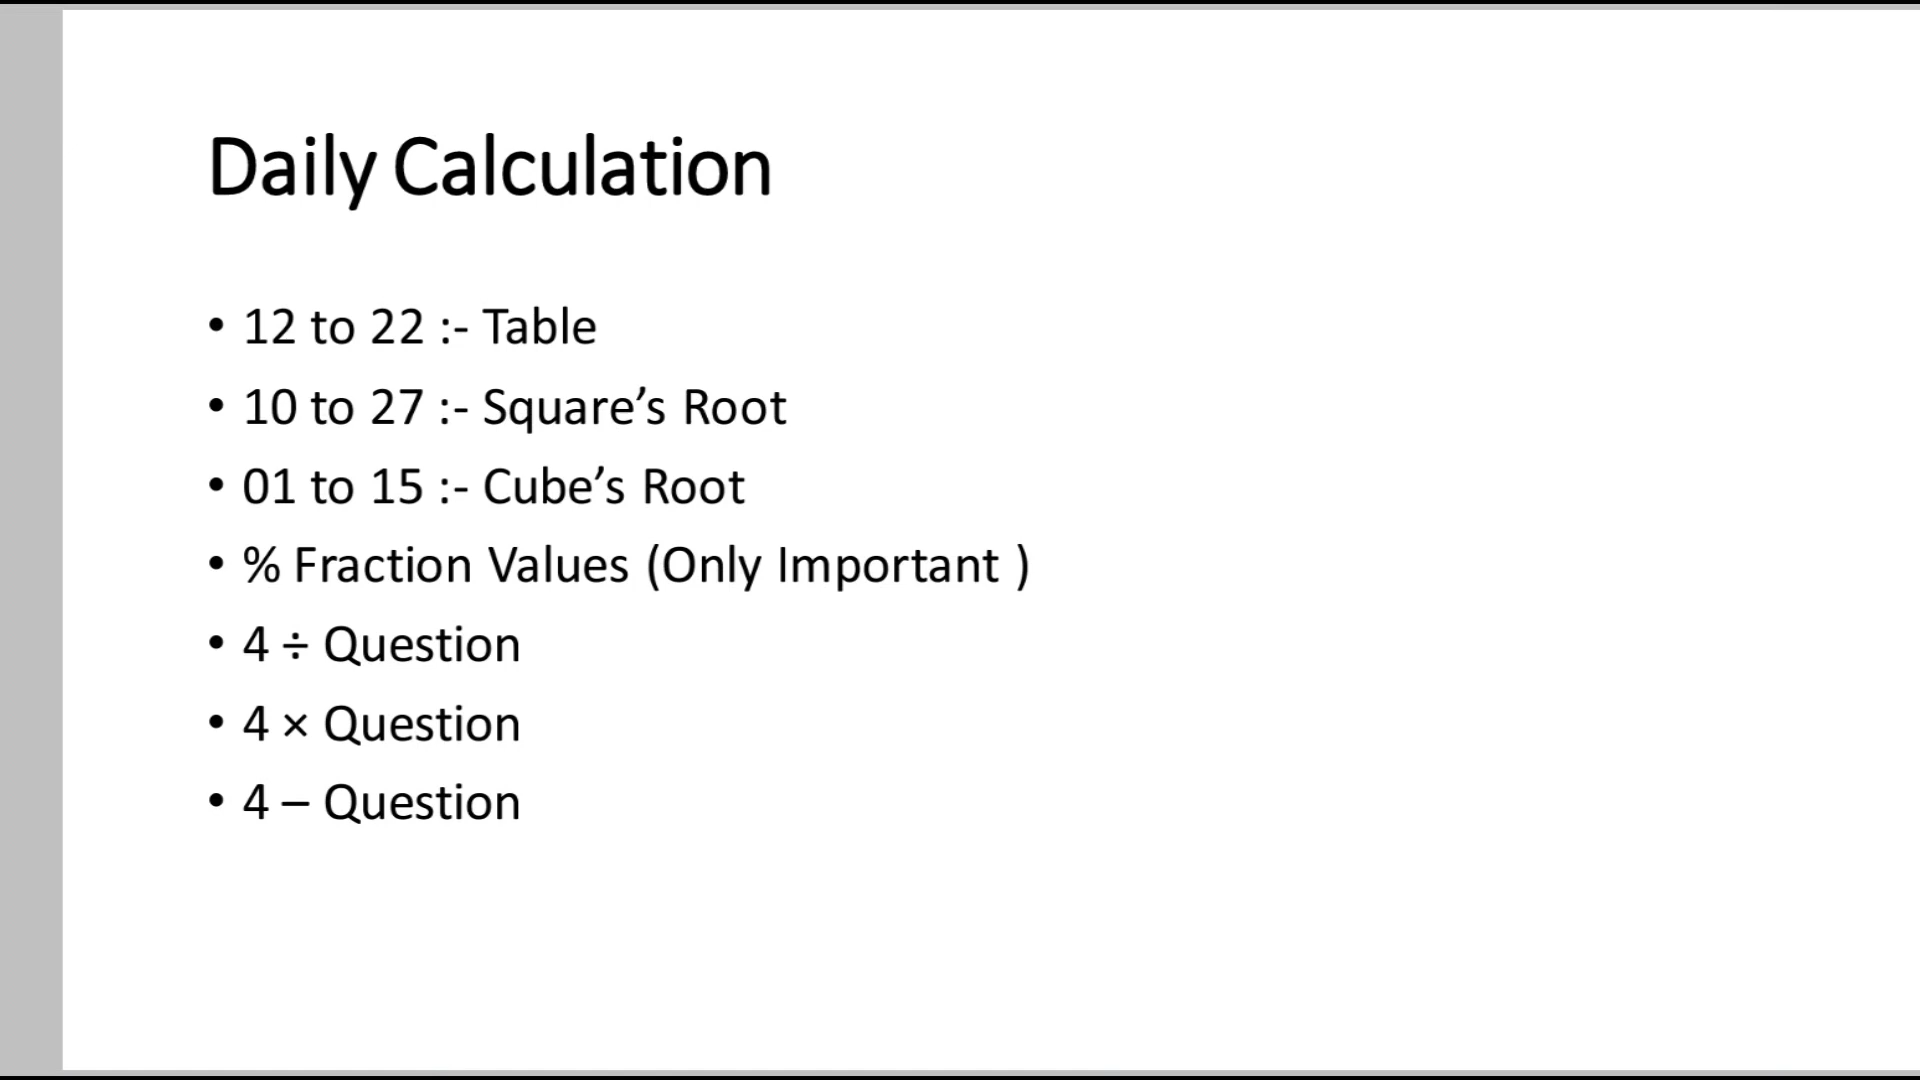 Daily Calculation
• 12 to 22 :- Table
• 10 to 27 :- Square’s Root
• 01 to 15 :- Cube’s Root
• % Fraction Values (Only Important )
• 4 ÷ Question
• 4 × Question
• 4 – Question